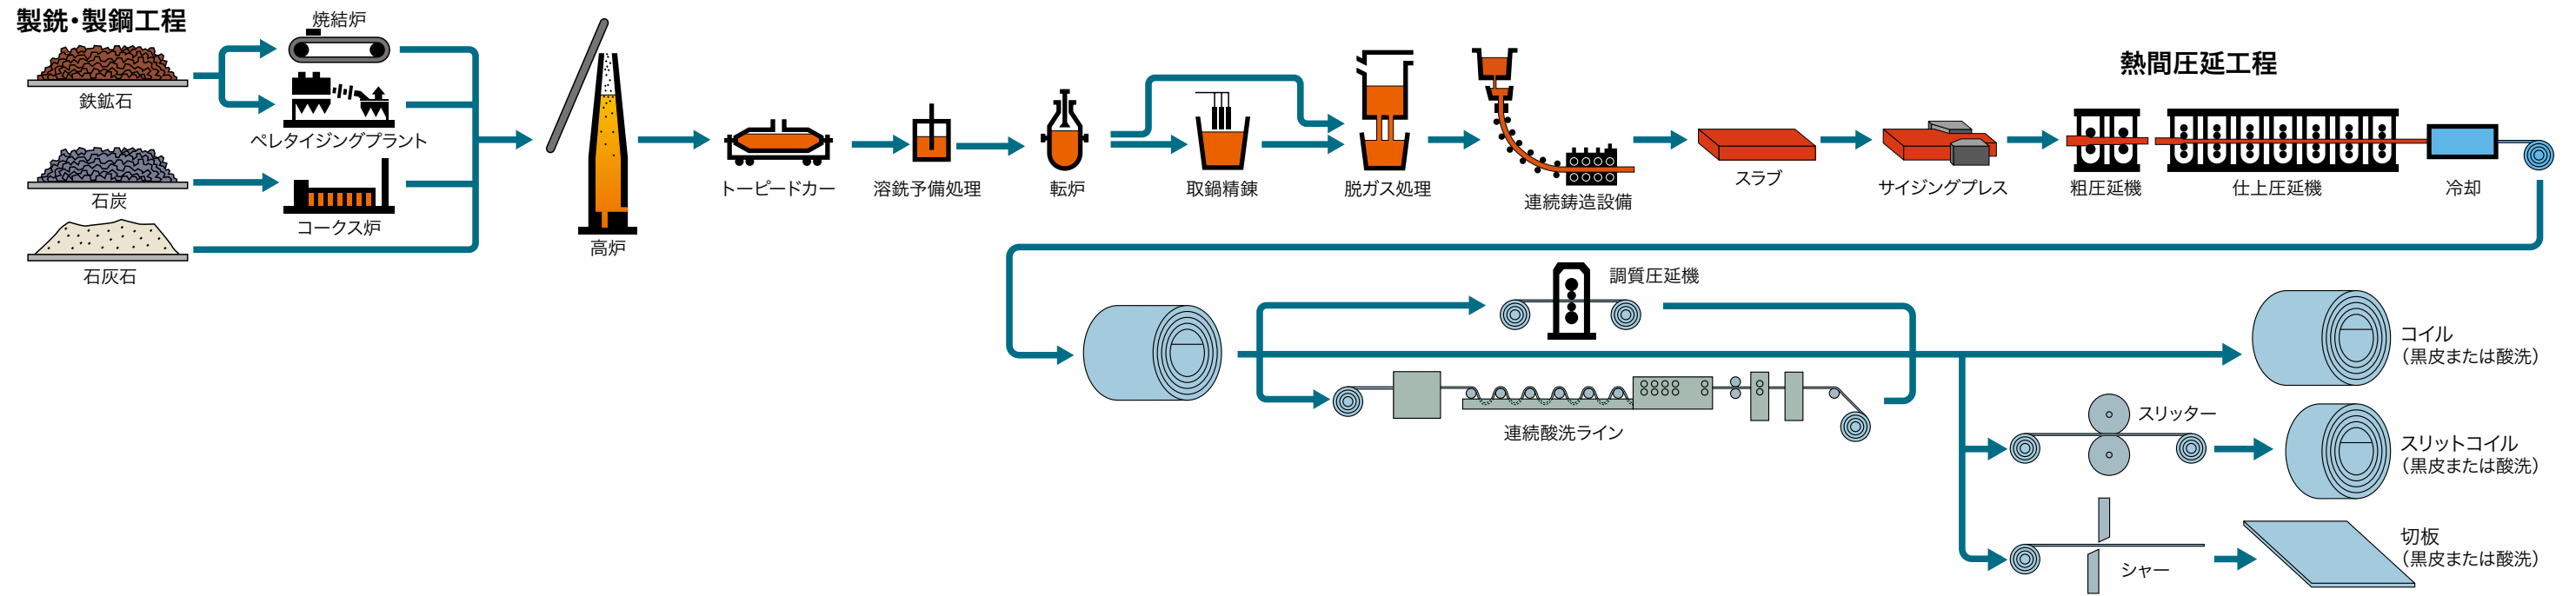 製銑・製鋼工程
焼結炉
鉄鉱石
ペレタイジングプラント
石炭
コークス炉
石灰石
高炉
トーピードカー
溶銑予備処理
転炉
取鍋精錬
脱ガス処理
連続鋳造設備
スラブ
サイジングプレス
熱間圧延工程
粗圧延機
仕上圧延機
冷却
調質圧延機
連続酸洗ライン
コイル
（黒皮または酸洗）
スリッター
スリットコイル
（黒皮または酸洗）
シャー
切板
（黒皮または酸洗）